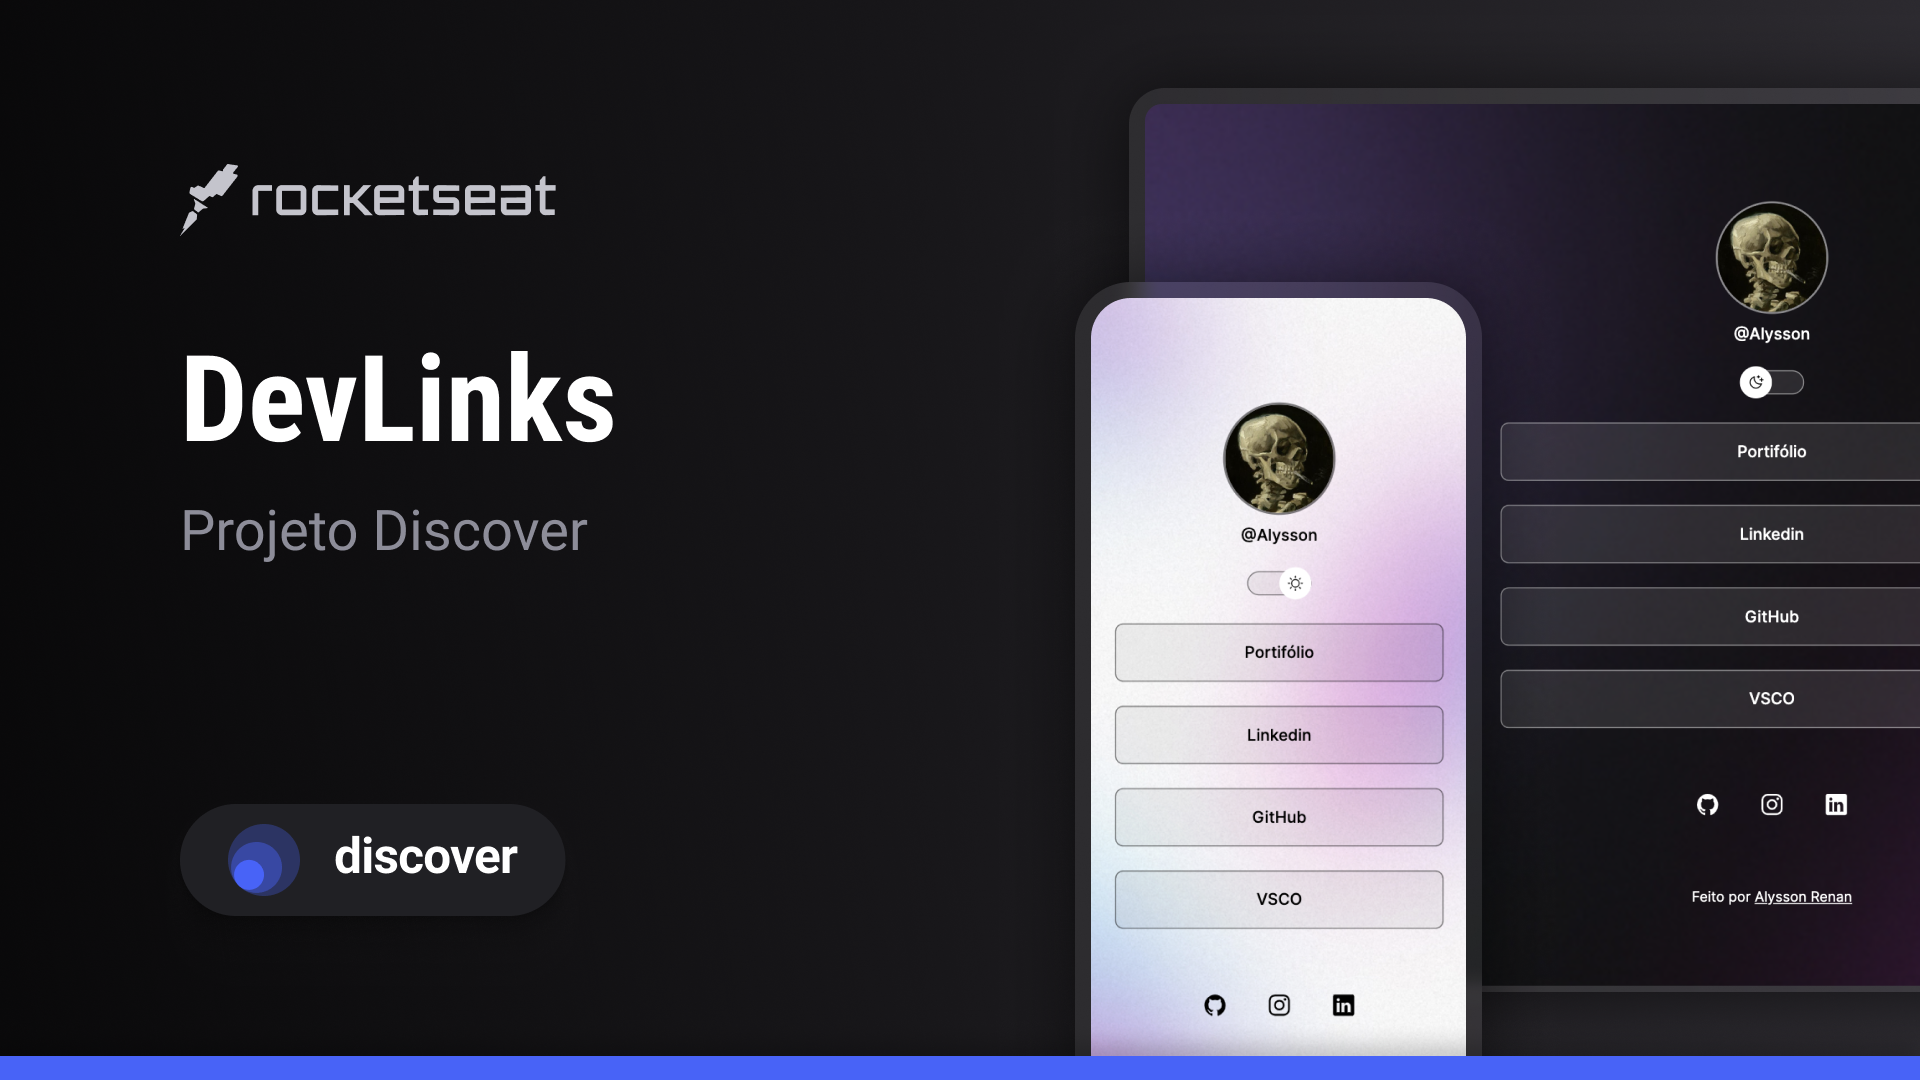 rocketseat
DevLinks
Projeto Discover
discover
@Alysson
Portifólio
Linkedin
GitHub
VSCO
@Alysson
Portifólio
Linkedin
GitHub
VSCO
Feito por Alysson Renan